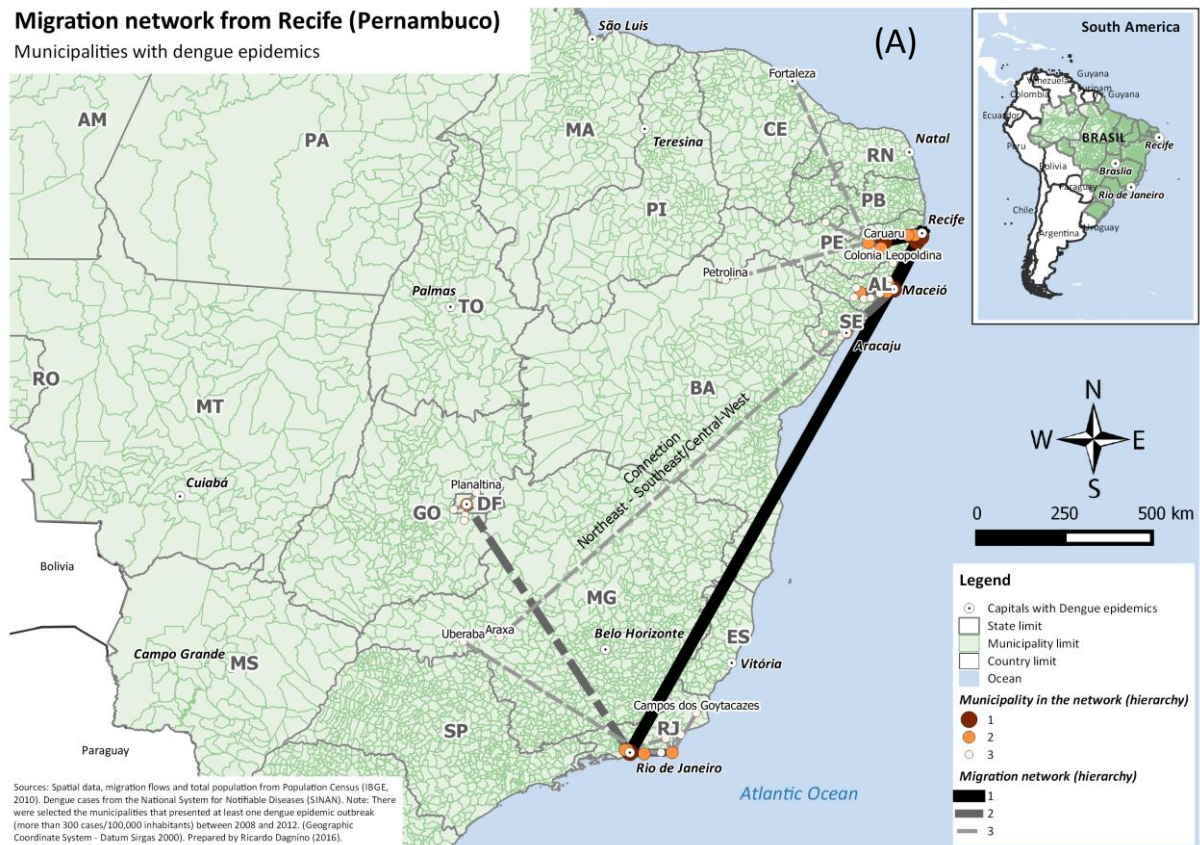 Migration network from Recife (Pernambuco)
Municipalities with dengue epidemics
(A)
South America
Guyana
Venezuela
Colombia
Surinam
Guyana
Ecuador
BRASIL
Recife
Peru
Bolivia
Braslia
Paraguay
Rio de Janeiro
Chile
Uruguay
Argentina
São Luis
Fortaleza
AM
PA
MA
CE
Teresina
RN
Natal
PI
PB
Recife
PE
Caruaru
Colonia Leopoldina
Petrolina
AL
Maceió
Palmas
TO
SE
Aracaju
RO
MT
BA
Connection
Northeast - Southeast/Central-West
Cuiabá
Planaltina
GO
DF
Bolivia
MG
Uberaba
Araxa
Belo Horizonte
ES
Vitória
Campo Grande
MS
Campos dos Goytacazes
SP
RJ
Paraguay
Rio de Janeiro
Atlantic Ocean
N
W
E
S
0 250 500 km
Legend
Capitals with Dengue epidemics
State limit
Municipality limit
Country limit
Ocean
Municipality in the network (hierarchy)
1
2
3
Migration network (hierarchy)
1
2
3
Sources: Spatial data, migration flows and total population from Population Census (IBGE,
2010). Dengue cases from the National System for Notifiable Diseases (SINAN). Note: There
were selected the municipalities that presented at least one dengue epidemic outbreak
(more than 300 cases/100,000 inhabitants) between 2008 and 2012. (Geographic
Coordinate System - Datum Sirgas 2000). Prepared by Ricardo Dagnino (2016).